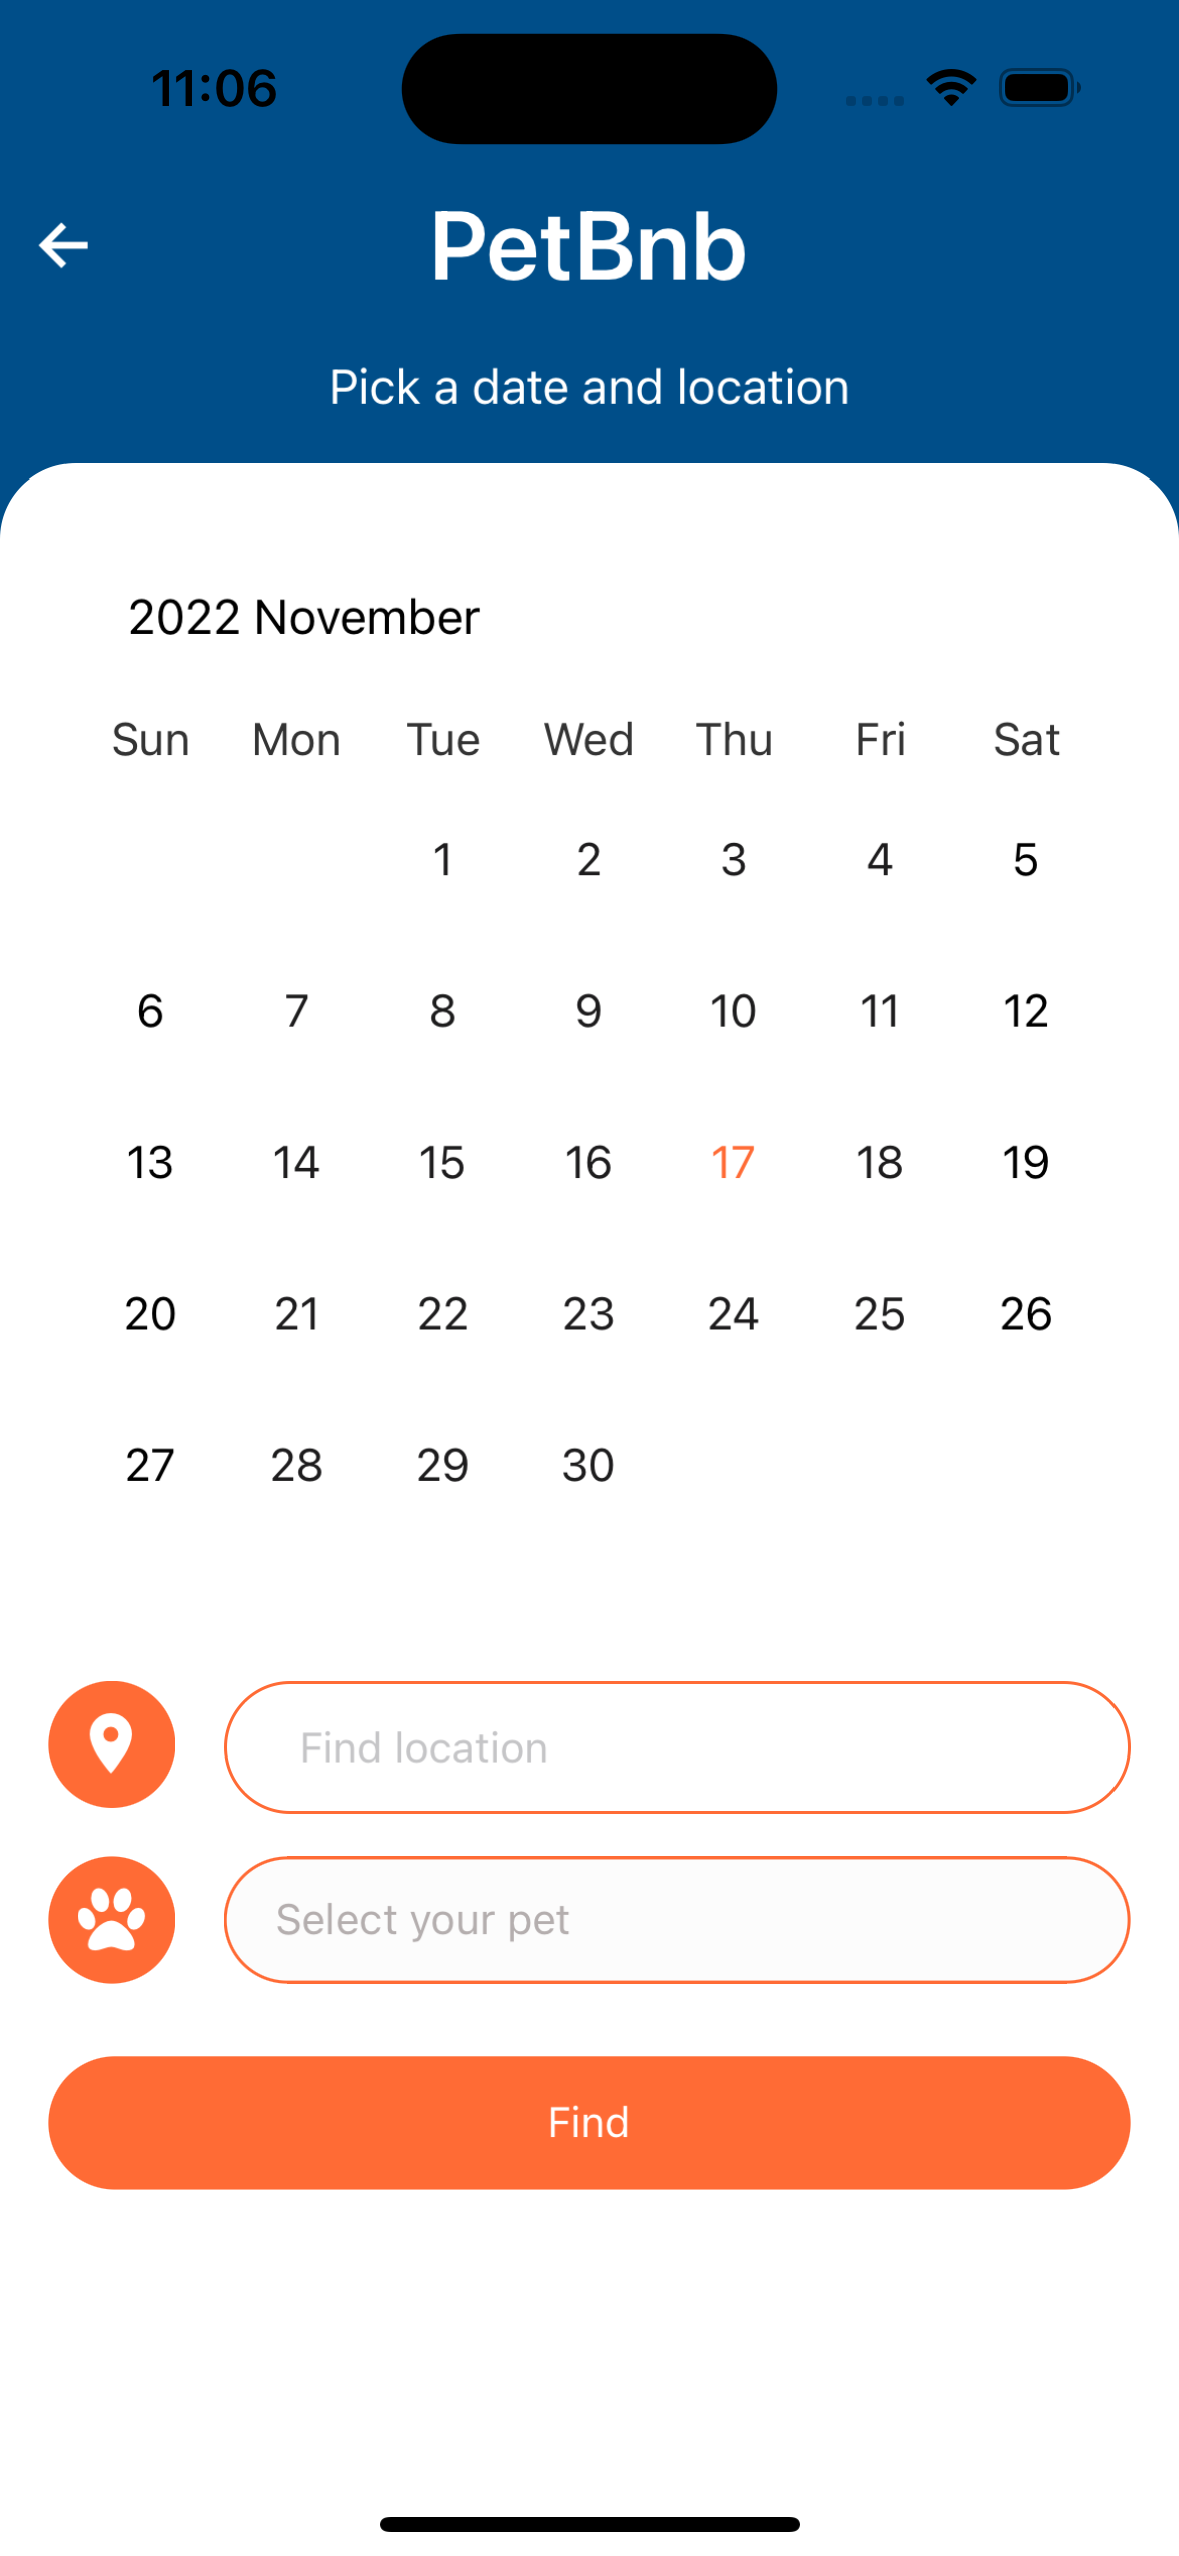 11:06
PetBnb
Pick a date and location
2022 November
Sun Mon Tue Wed Thu Fri Sat
1 2 3 4 5
6 7 8 9 10 11 12
13 14 15 16 17 18 19
20 21 22 23 24 25 26
27 28 29 30
Find location
Select your pet
Find